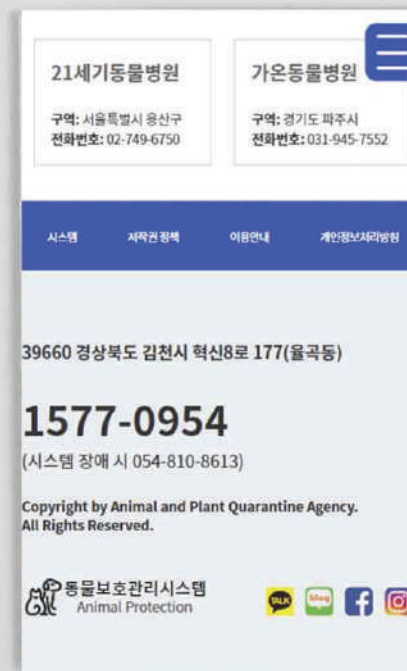 21세기동물병원
구역: 서울특별시 용산구
전화번호: 02-749-6750
가온동물병원
구역: 경기도 파주시
전화번호: 031-945-7552
시스템 저작권 정책 이용안내 개인정보처리방침
39660 경상북도 김천시 혁신8로 177(율곡동)
1577-0954
(시스템 장애 시 054-810-8613)
Copyright by Animal and Plant Quarantine Agency.
All Rights Reserved.
동물보호관리시스템
Animal Protection
TALK blog